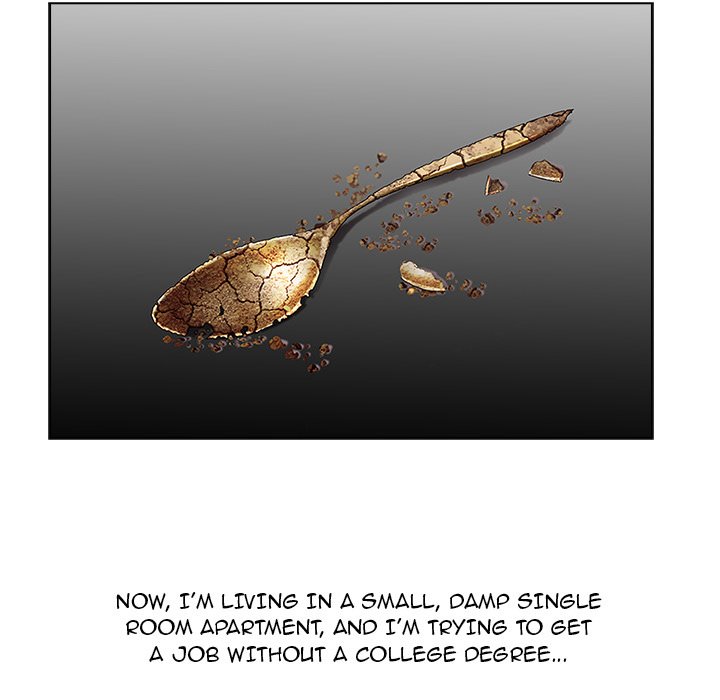 NOW, I'M LIVING IN A SMALL, DAMP SINGLE
ROOM APARTMENT, AND I'M TRYING TO GET
A JOB WITHOUT A COLLEGE DEGREE...